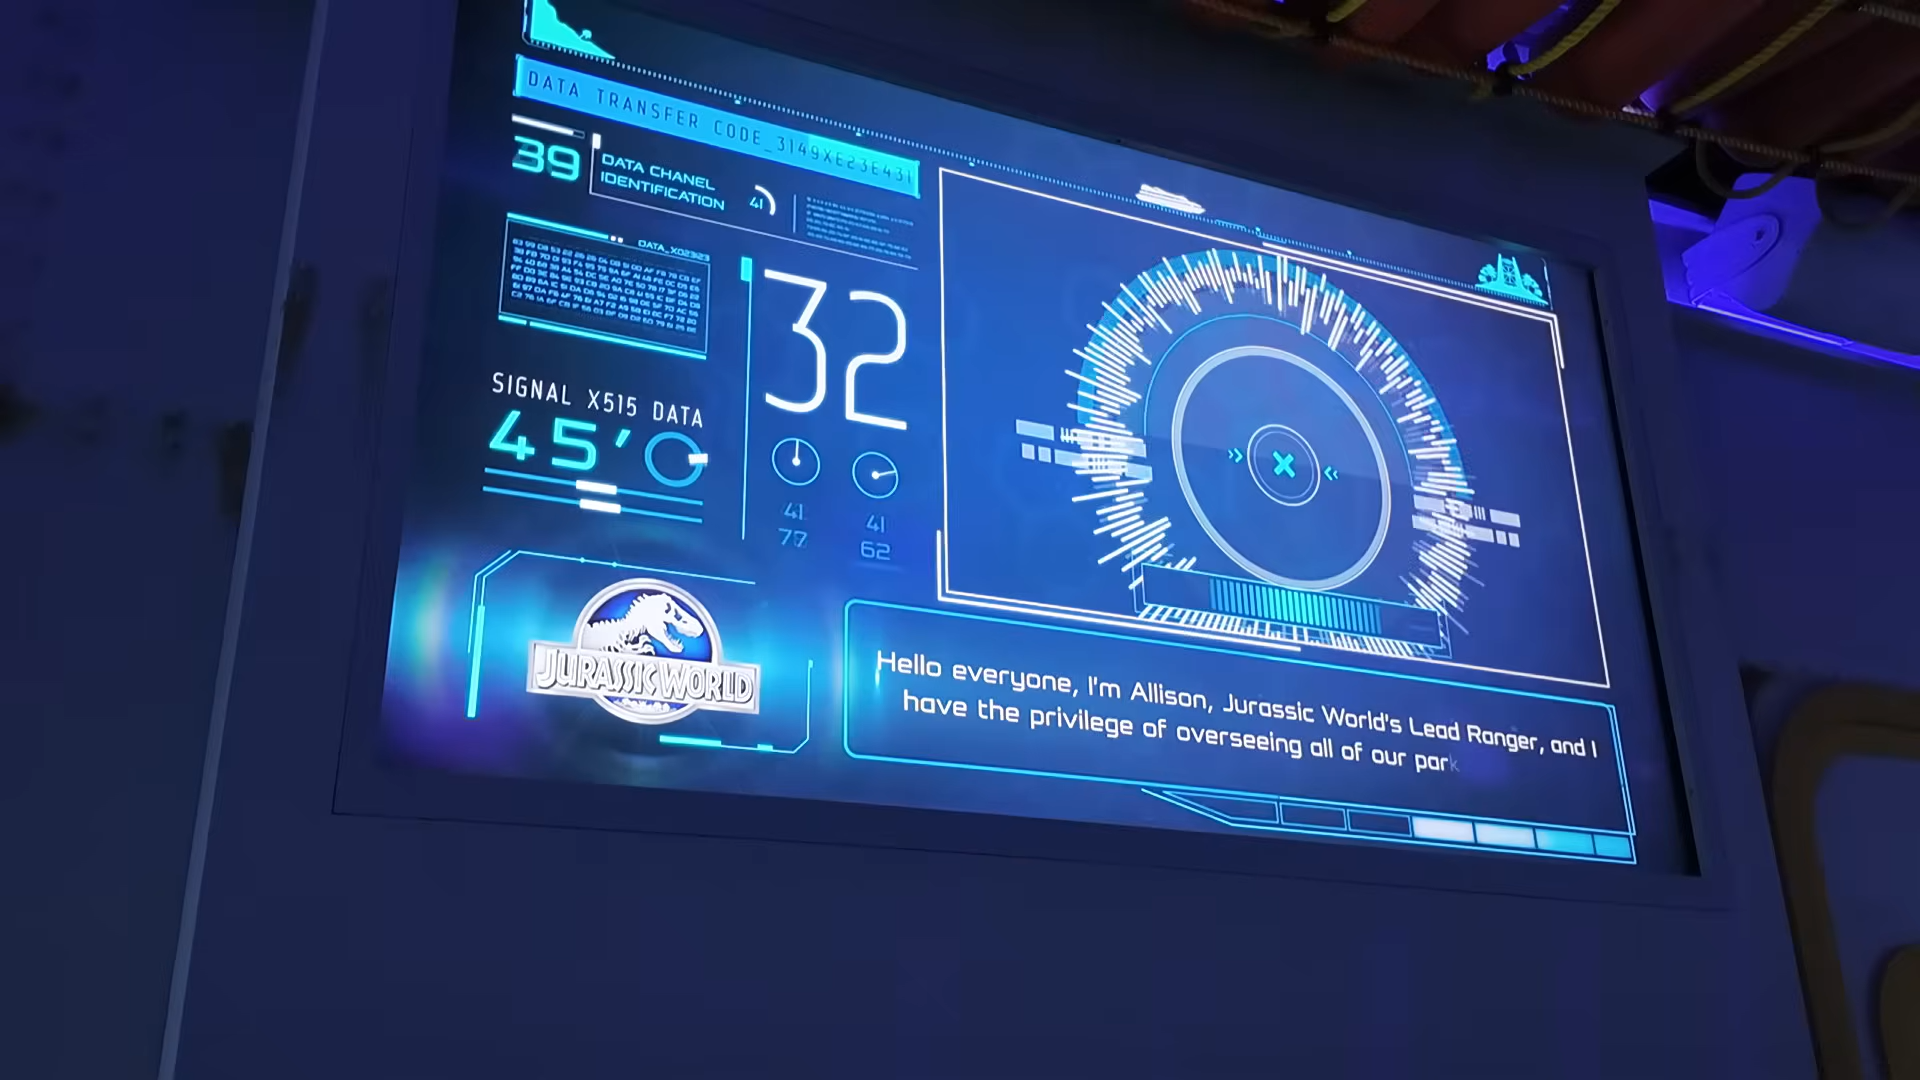 DATA TRANSFER CODE_3149XE23E431
39
DATA CHANEL
IDENTIFICATION
41
DATA_X02323
32
SIGNAL X515 DATA
45'
41
77
41
62
JURASSIC WORLD
Hello everyone, I'm Allison, Jurassic World's Lead Ranger, and I
have the privilege of overseeing all of our park